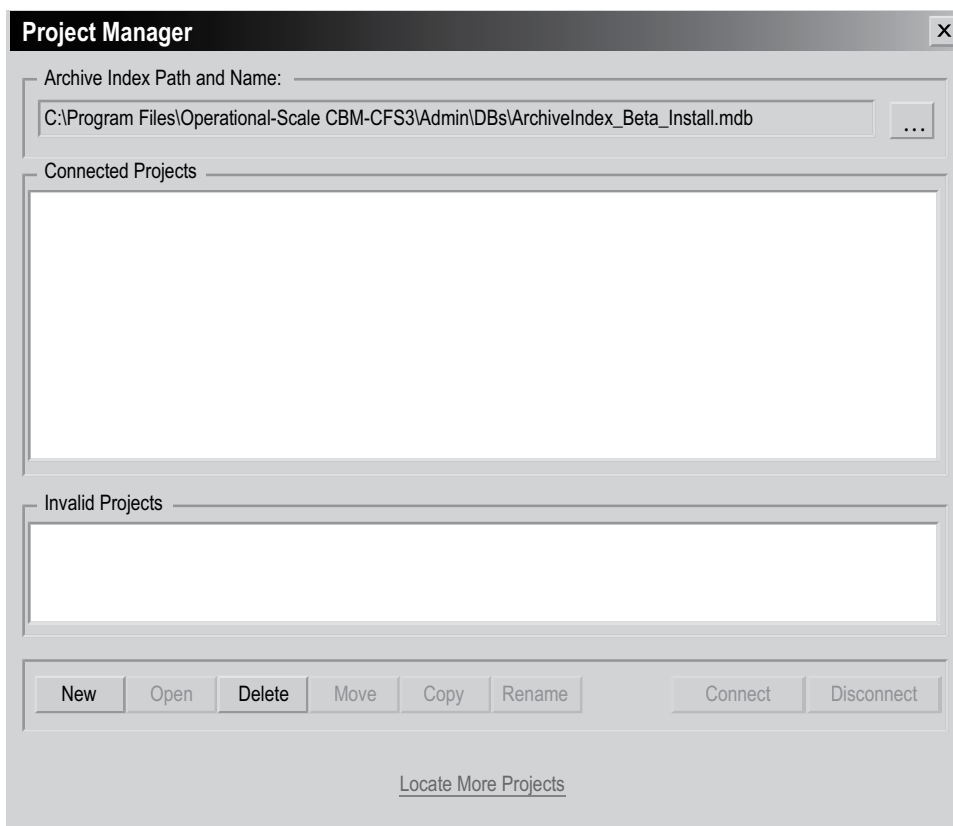 Project Manager
X
Archive Index Path and Name:
C:\Program Files\Operational-Scale CBM-CFS3\Admin\DBs\ArchiveIndex_Beta_Install.mdb
...
Connected Projects
Invalid Projects
New Open Delete Move Copy Rename Connect Disconnect
Locate More Projects